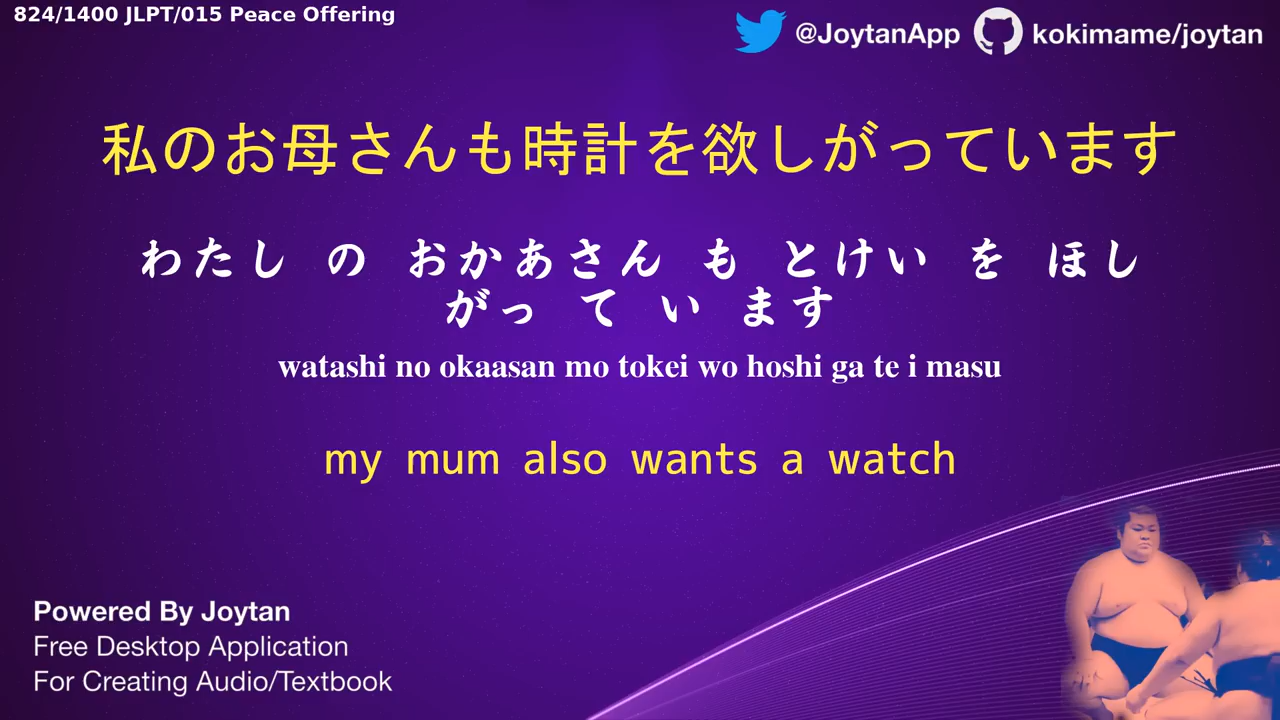 824/1400 JLPT/015 Peace Offering
@JoytanApp kokimame/joytan
私のお母さんも時計を欲しがっています
わたし の おかあさん も とけい を ほし
がっ て い ます
watashi no okaasan mo tokei wo hoshi ga te i masu
my mum also wants a watch
Powered By Joytan
Free Desktop Application
For Creating Audio/Textbook